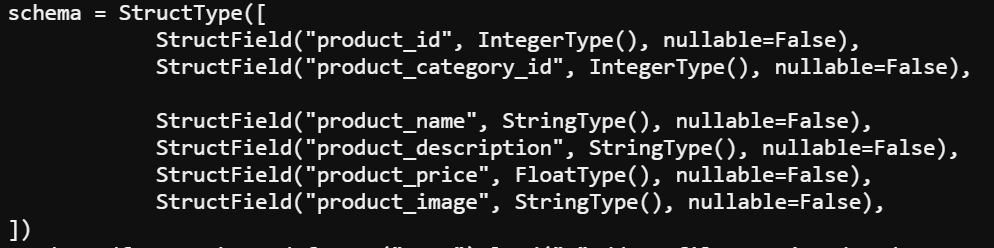 schema = StructType([
StructField("product_id", IntegerType(), nullable=False),
StructField("product_category_id", IntegerType(), nullable=False),
StructField("product_name", StringType(), nullable=False),
StructField("product_description", StringType(), nullable=False),
StructField("product_price", FloatType(), nullable=False),
StructField("product_image", StringType(), nullable=False),
])